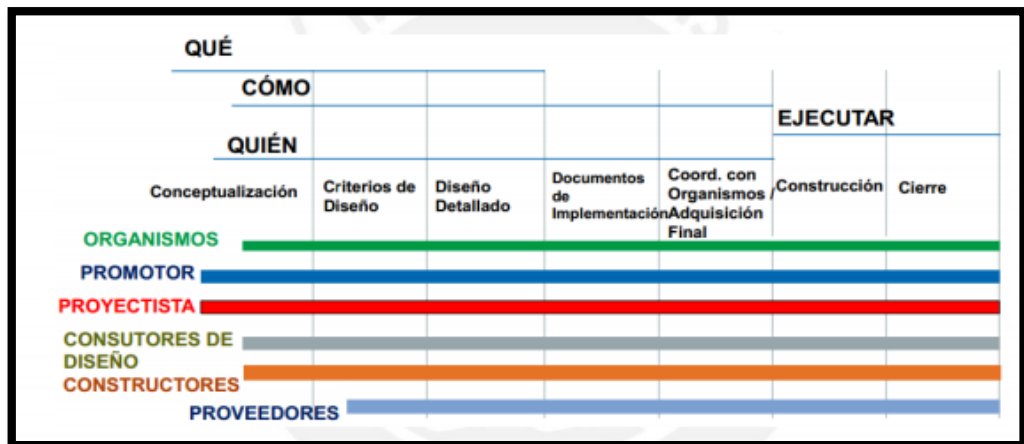 QUÉ
CÓMO
EJECUTAR
QUIÉN
Conceptualización
Criterios de
Diseño
Diseño
Detallado
Documentos
de
Implementación
Coord. con
Organismos /
Adquisición
Final
Construcción
Cierre
ORGANISMOS
PROMOTOR
PROYECTISTA
CONSUTORES DE
DISEÑO
CONSTRUCTORES
PROVEEDORES